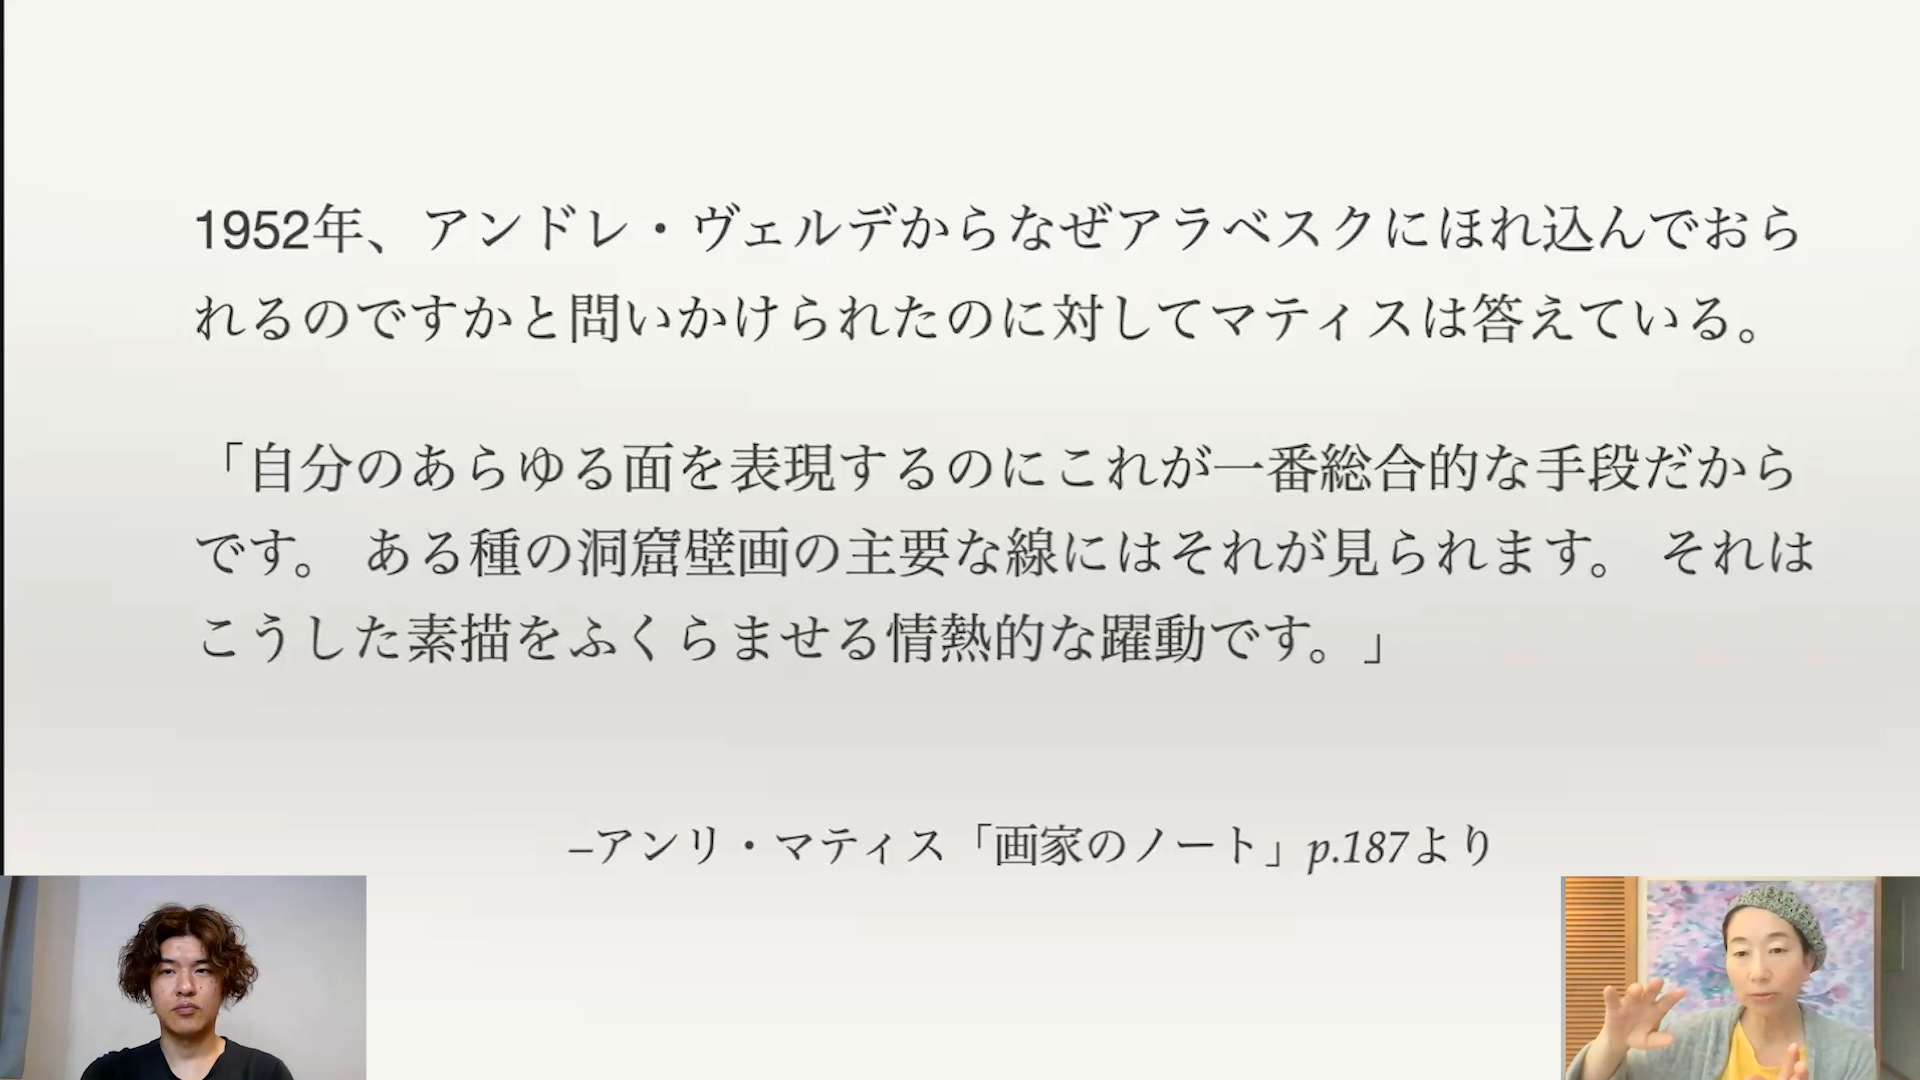 1952年、アンドレ・ヴェルデからなぜアラベスクにほれ込んでおら
れるのですかと問いかけられたのに対してマティスは答えている。
「自分のあらゆる面を表現するのにこれが一番総合的な手段だから
です。 ある種の洞窟壁画の主要な線にはそれが見られます。 それは
こうした素描をふくらませる情熱的な躍動です。」
–アンリ・マティス「画家のノート」p.187より